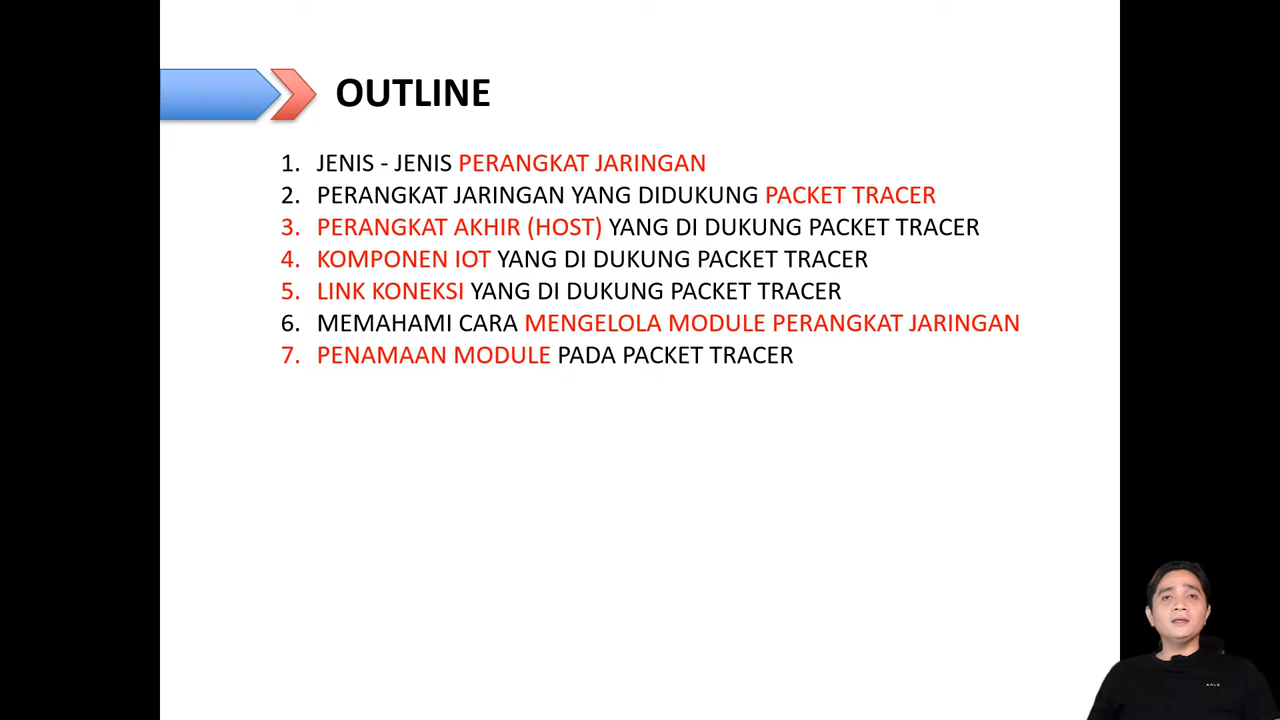 OUTLINE
1. JENIS - JENIS PERANGKAT JARINGAN
2. PERANGKAT JARINGAN YANG DIDUKUNG PACKET TRACER
3. PERANGKAT AKHIR (HOST) YANG DI DUKUNG PACKET TRACER
4. KOMPONEN IOT YANG DI DUKUNG PACKET TRACER
5. LINK KONEKSI YANG DI DUKUNG PACKET TRACER
6. MEMAHAMI CARA MENGELOLA MODULE PERANGKAT JARINGAN
7. PENAMAAN MODULE PADA PACKET TRACER